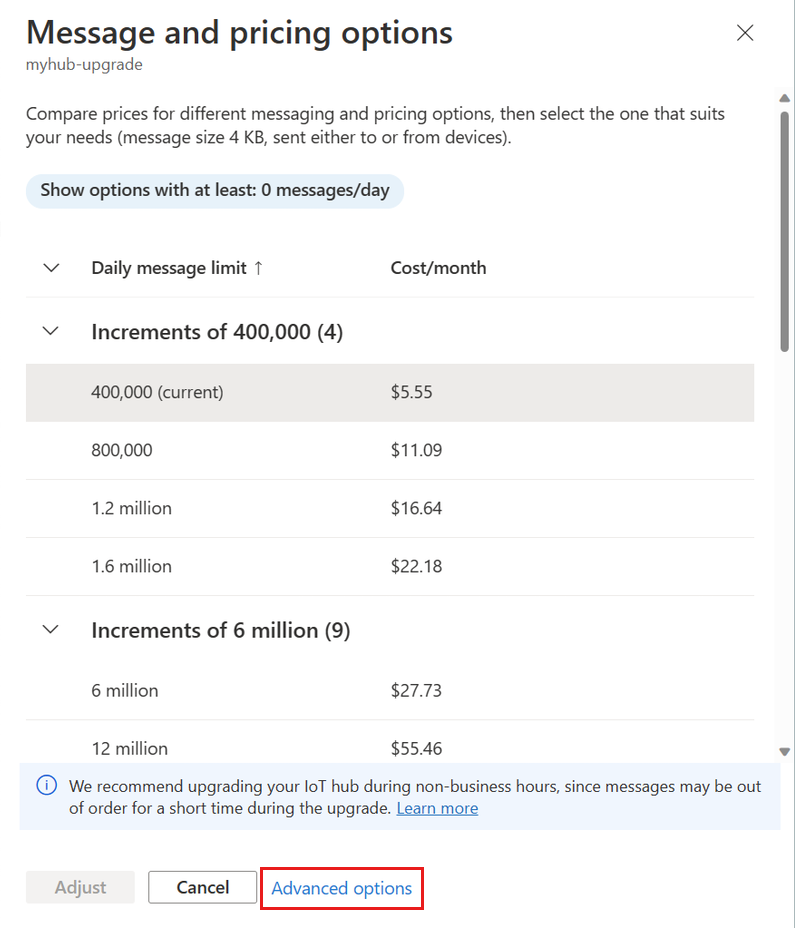 Message and pricing options
myhub-upgrade
Compare prices for different messaging and pricing options, then select the one that suits
your needs (message size 4 KB, sent either to or from devices).
Show options with at least: 0 messages/day
Daily message limit ↑ Cost/month
Increments of 400,000 (4)
400,000 (current) $5.55
800,000 $11.09
1.2 million $16.64
1.6 million $22.18
Increments of 6 million (9)
6 million $27.73
12 million $55.46
We recommend upgrading your IoT hub during non-business hours, since messages may be out
of order for a short time during the upgrade. Learn more
Adjust Cancel Advanced options